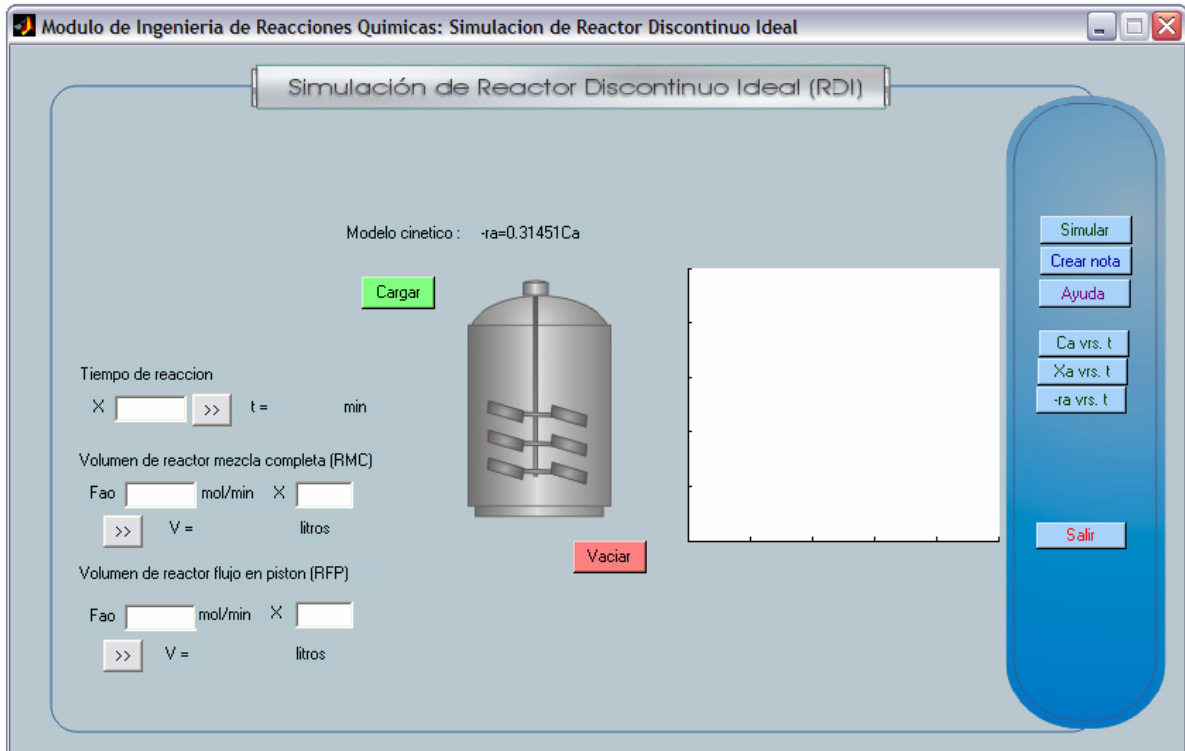 Modulo de Ingenieria de Reacciones Quimicas: Simulacion de Reactor Discontinuo Ideal
Simulación de Reactor Discontinuo Ideal (RDI)
Modelo cinetico : -ra=0.31451Ca
Cargar
Tiempo de reaccion
X >> t = min
Volumen de reactor mezcla completa (RMC)
Fao mol/min X
>> V = litros
Vaciar
Volumen de reactor flujo en piston (RFP)
Fao mol/min X
>> V = litros
Simular
Crear nota
Ayuda
Ca vrs. t
Xa vrs. t
-ra vrs. t
Salir